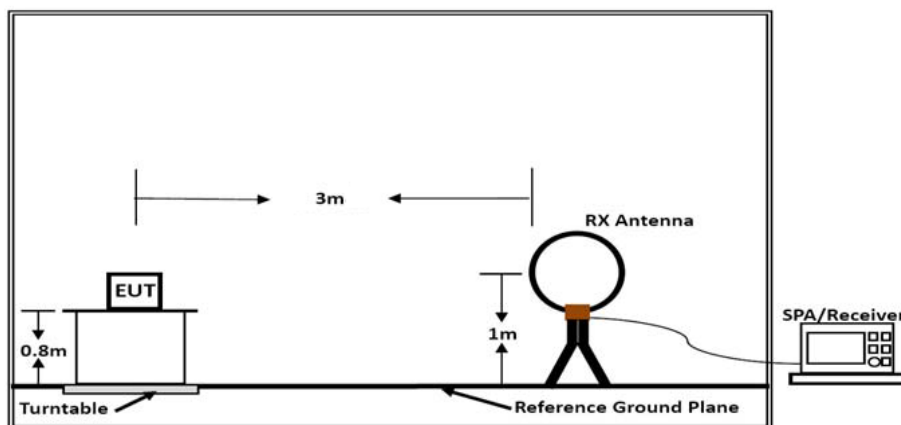 3m
RX Antenna
EUT
SPA/Receiver
0.8m
1m
Turntable
Reference Ground Plane